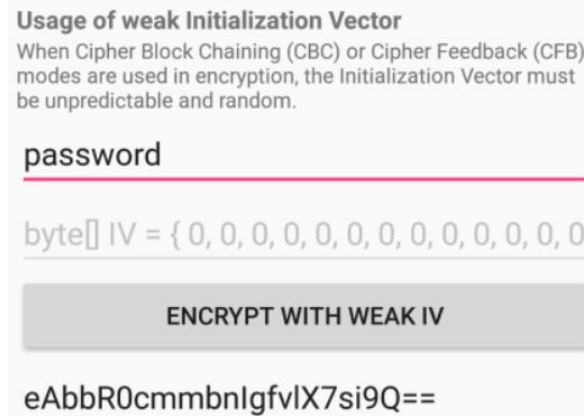 Usage of weak Initialization Vector
When Cipher Block Chaining (CBC) or Cipher Feedback (CFB)
modes are used in encryption, the Initialization Vector must
be unpredictable and random.
password
byte[] IV = { 0, 0, 0, 0, 0, 0, 0, 0, 0, 0, 0, 0, 0
ENCRYPT WITH WEAK IV
eAbbR0cmmbnIgfvlX7si9Q==